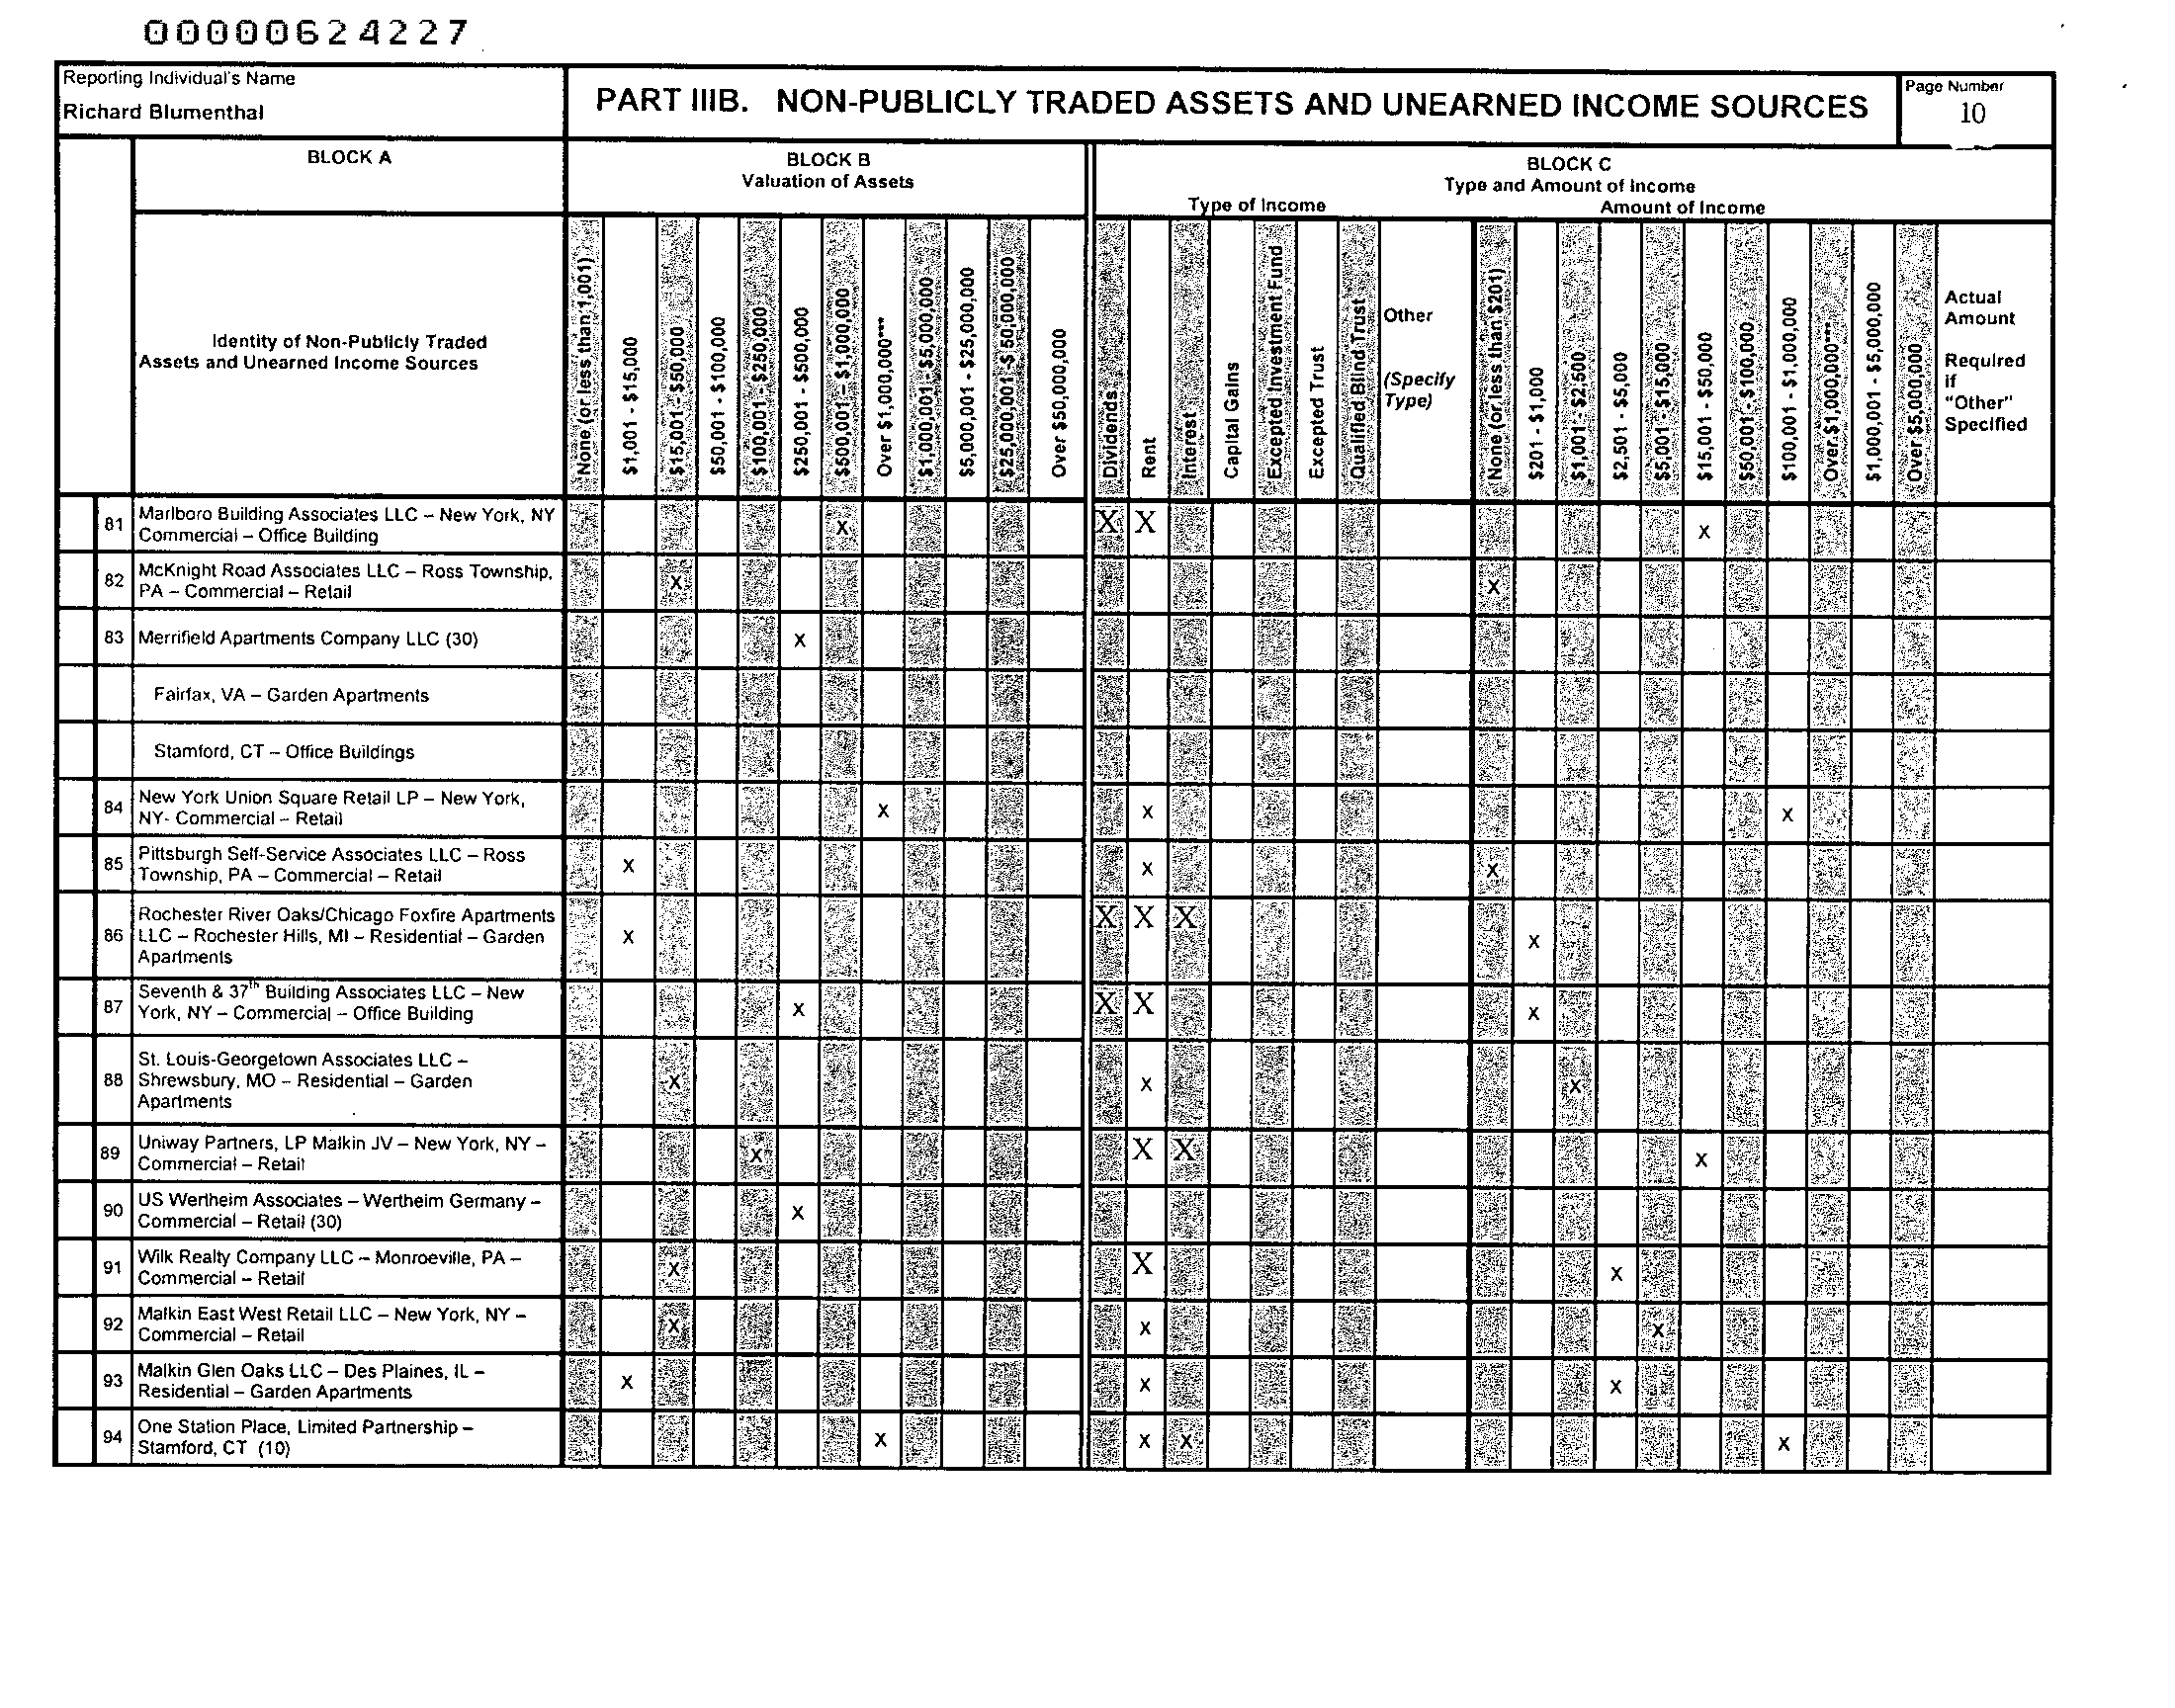 00000624227
Reporting Individual's Name
Richard Blumenthal
PART IIIB. NON-PUBLICLY TRADED ASSETS AND UNEARNED INCOME SOURCES
Page Number
10
BLOCK A
BLOCK B
Valuation of Assets
BLOCK C
Type and Amount of Income
Type of Income
Amount of Income
Identity of Non-Publicly Traded
Assets and Unearned Income Sources
None (or less than 1,001)
$1,001 - $15,000
$15,001 - $50,000
$50,001 - $100,000
$100,001 - $250,000
$250,001 - $500,000
$500,001 - $1,000,000
Over $1,000,000***
$1,000,001 - $5,000,000
$5,000,001 - $25,000,000
$25,000,001 - $50,000,000
Over $50,000,000
Dividends
Rent
Interest
Capital Gains
Excepted Investment Fund
Excepted Trust
Qualified Blind Trust
Other
(Specify
Type)
None (or less than $201)
$201 - $1,000
$1,001 - $2,500
$2,501 - $5,000
$5,001 - $15,000
$15,001 - $50,000
$50,001 - $100,000
$100,001 - $1,000,000
Over $1,000,000***
$1,000,001 - $5,000,000
Over $5,000,000
Actual
Amount
Required
if
"Other"
Specified
81 Marlboro Building Associates LLC – New York, NY
Commercial – Office Building X X X X
82 McKnight Road Associates LLC – Ross Township,
PA – Commercial – Retail X X
83 Merrifield Apartments Company LLC (30) X
Fairfax, VA – Garden Apartments
Stamford, CT – Office Buildings
84 New York Union Square Retail LP – New York,
NY- Commercial – Retail X X X
85 Pittsburgh Self-Service Associates LLC – Ross
Township, PA – Commercial – Retail X X X
Rochester River Oaks/Chicago Foxfire Apartments
86 LLC – Rochester Hills, MI – Residential – Garden X X X X X
Apartments
87 Seventh & 37th Building Associates LLC – New
York, NY – Commercial – Office Building X X X X
St. Louis-Georgetown Associates LLC –
88 Shrewsbury, MO – Residential – Garden X X X
Apartments
89 Uniway Partners, LP Malkin JV – New York, NY –
Commercial – Retail X X X X
90 US Wertheim Associates – Wertheim Germany –
Commercial – Retail (30) X
91 Wilk Realty Company LLC – Monroeville, PA –
Commercial – Retail X X X
92 Malkin East West Retail LLC – New York, NY –
Commercial – Retail X X X
93 Malkin Glen Oaks LLC – Des Plaines, IL –
Residential – Garden Apartments X X X
94 One Station Place, Limited Partnership –
Stamford, CT (10) X X X X